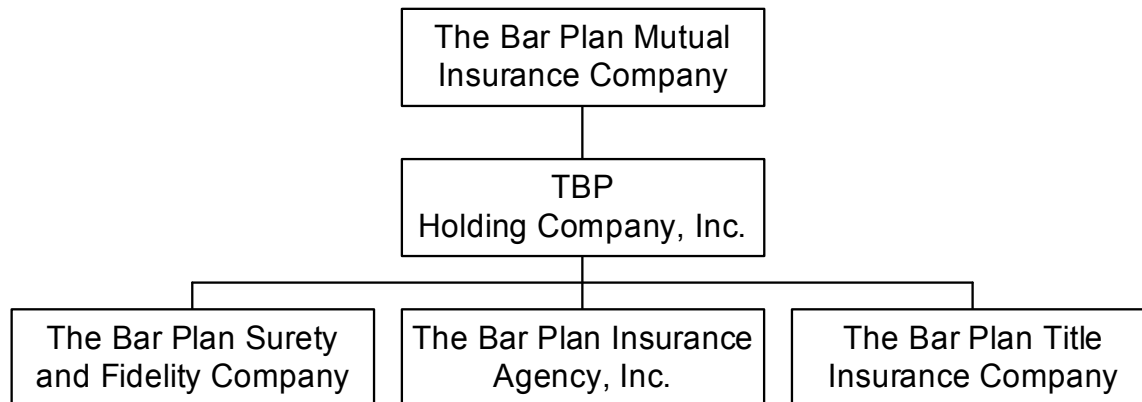 The Bar Plan Mutual
Insurance Company
TBP
Holding Company, Inc.
The Bar Plan Surety
and Fidelity Company
The Bar Plan Insurance
Agency, Inc.
The Bar Plan Title
Insurance Company